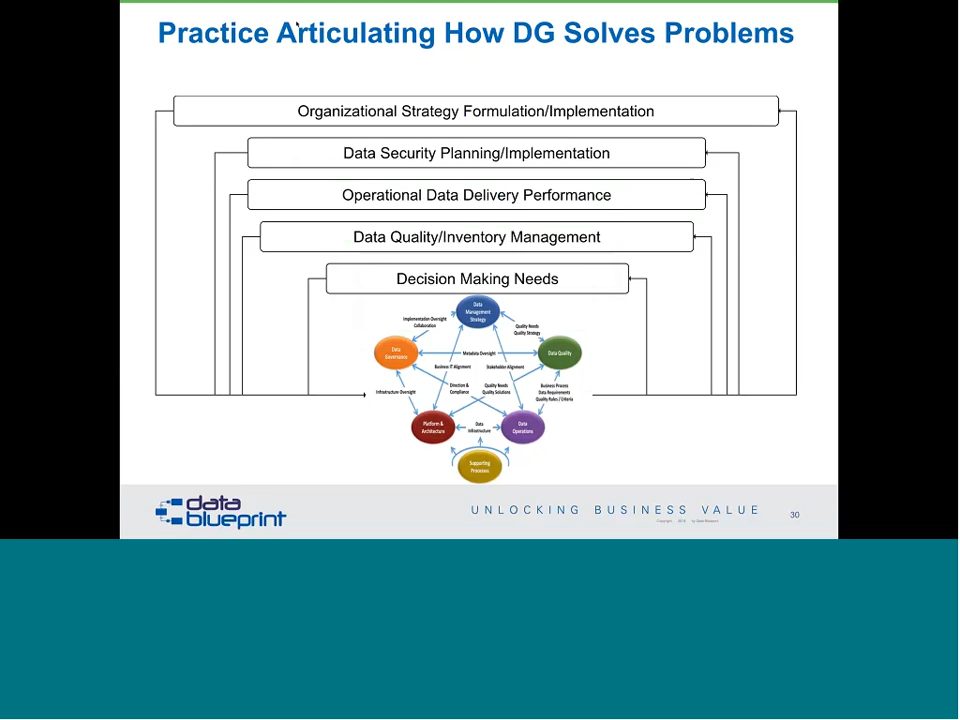 Practice Articulating How DG Solves Problems
Organizational Strategy Formulation/Implementation
Data Security Planning/Implementation
Operational Data Delivery Performance
Data Quality/Inventory Management
Decision Making Needs
Data
Management
Strategy
Implementation Oversight
Collaboration
Quality Needs
Quality Strategy
Data
Governance
Metadata Oversight
Data Quality
Business IT Alignment
Stakeholder Alignment
Infrastructure Oversight
Direction &
Compliance
Quality Needs
Quality Solutions
Business Process
Data Requirements
Quality Rules / Criteria
Platform &
Architecture
Data
Infrastructure
Data
Operations
Supporting
Processes
data
blueprint
UNLOCKING BUSINESS VALUE
30